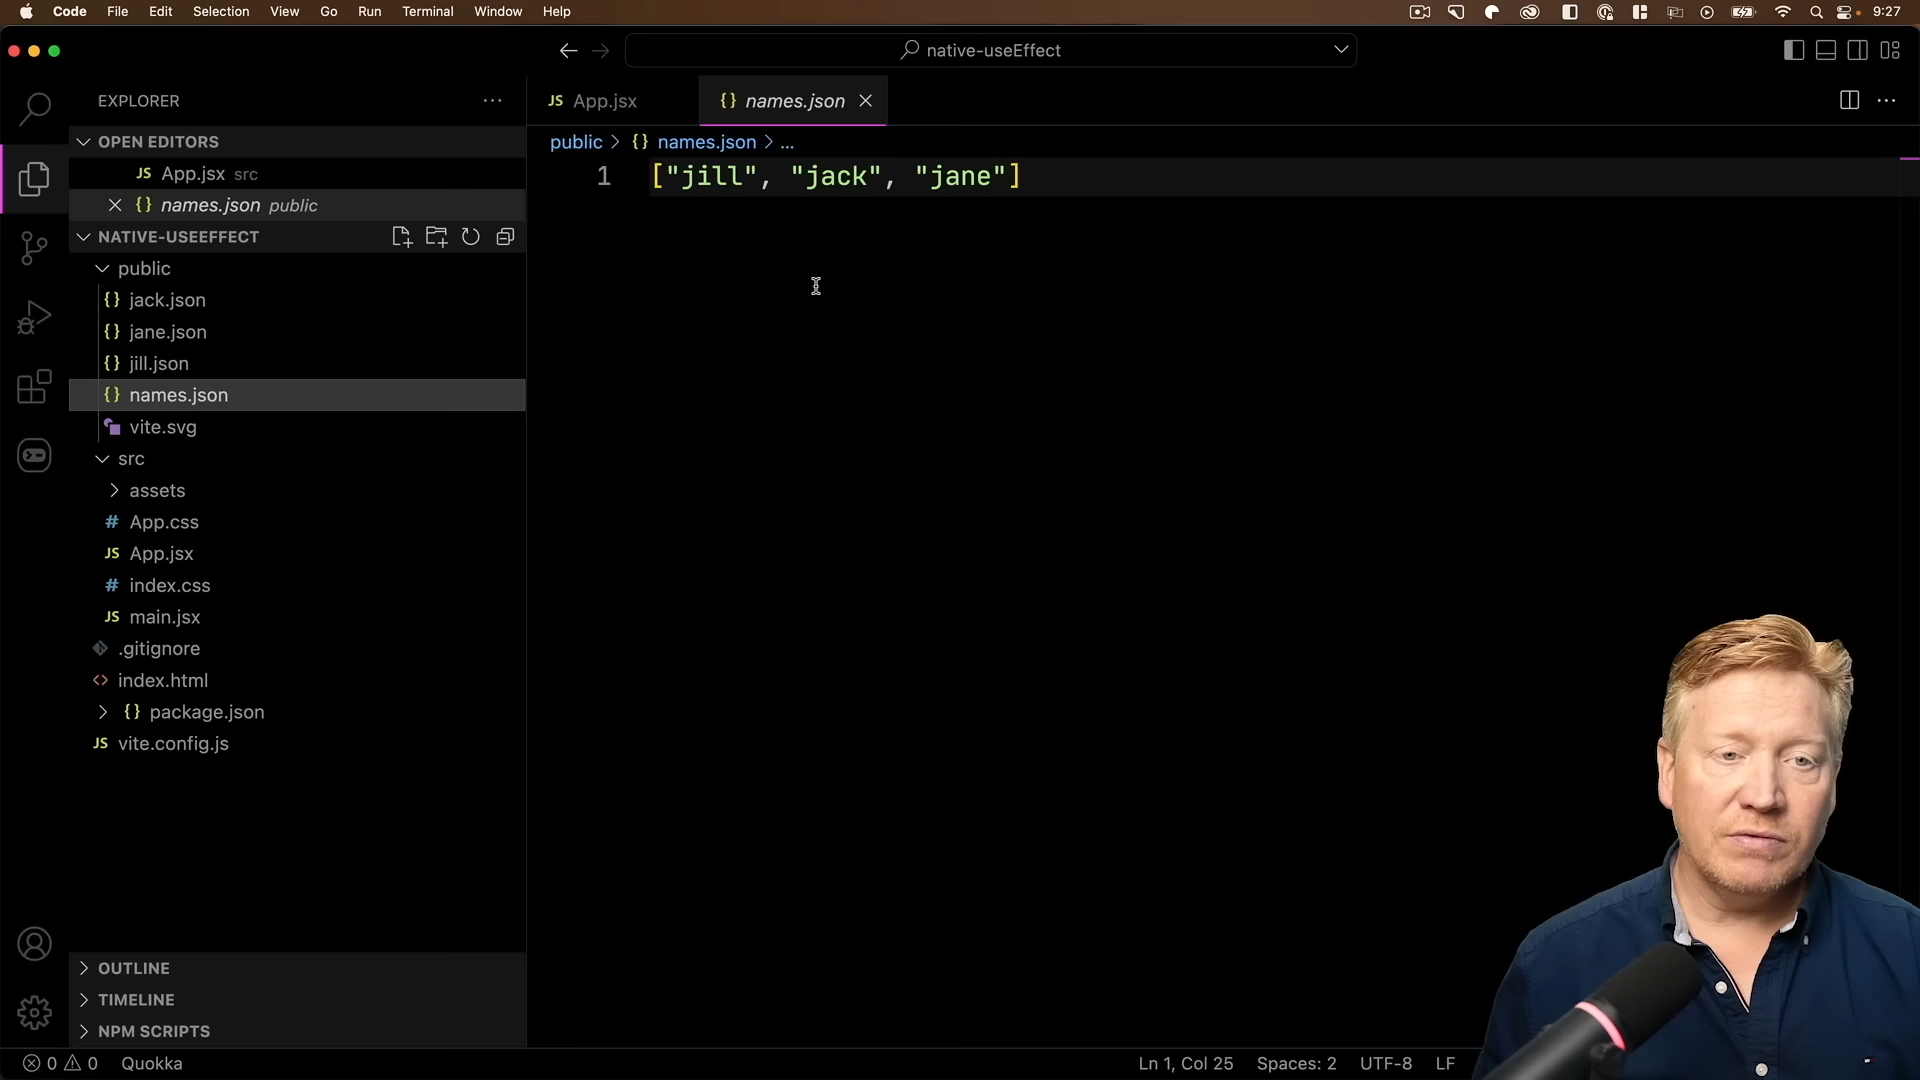 Code File Edit Selection View Go Run Terminal Window Help 9:27
native-useEffect
EXPLORER
OPEN EDITORS
JS App.jsx src
{} names.json public
NATIVE-USEEFFECT
public
{} jack.json
{} jane.json
{} jill.json
{} names.json
vite.svg
src
assets
# App.css
JS App.jsx
# index.css
JS main.jsx
.gitignore
<> index.html
{} package.json
JS vite.config.js
OUTLINE
TIMELINE
NPM SCRIPTS
JS App.jsx {} names.json
public > {} names.json > ...
1 ["jill", "jack", "jane"]
0 0 Quokka Ln 1, Col 25 Spaces: 2 UTF-8 LF